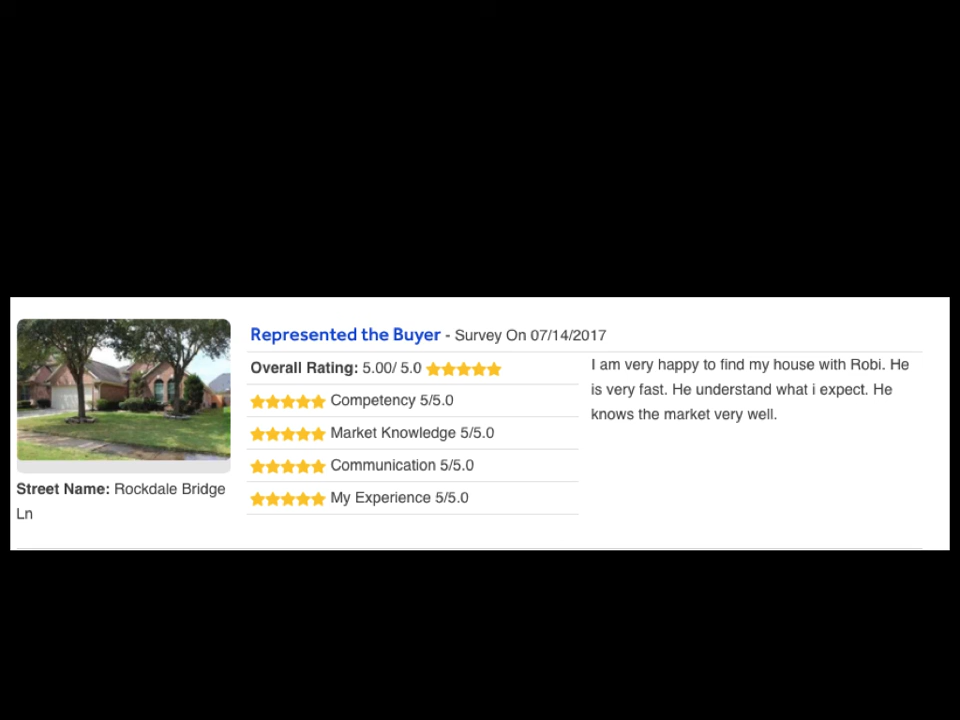 Represented the Buyer - Survey On 07/14/2017
Overall Rating: 5.00/ 5.0
Competency 5/5.0
Market Knowledge 5/5.0
Communication 5/5.0
My Experience 5/5.0
I am very happy to find my house with Robi. He
is very fast. He understand what i expect. He
knows the market very well.
Street Name: Rockdale Bridge
Ln